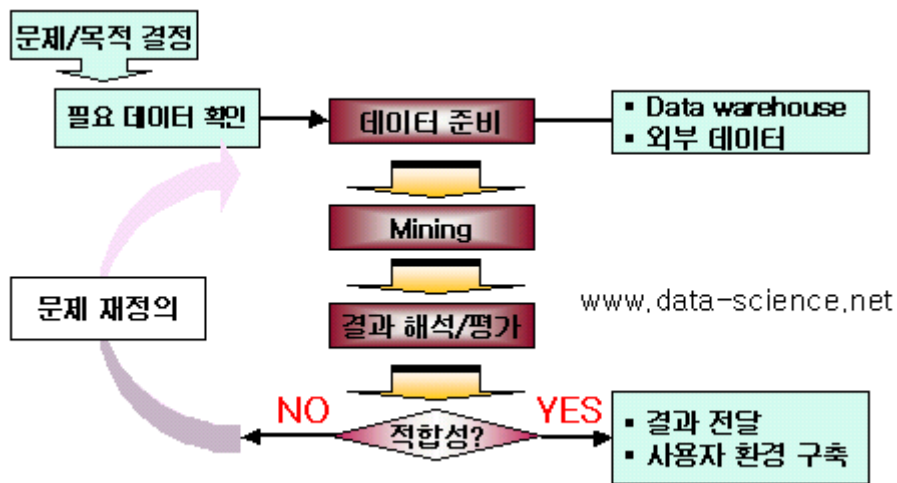 문제/목적 결정
필요 데이터 확인
데이터 준비
▪ Data warehouse
▪ 외부 데이터
Mining
문제 재정의
결과 해석/평가
www.data-science.net
NO
적합성?
YES
▪ 결과 전달
▪ 사용자 환경 구축